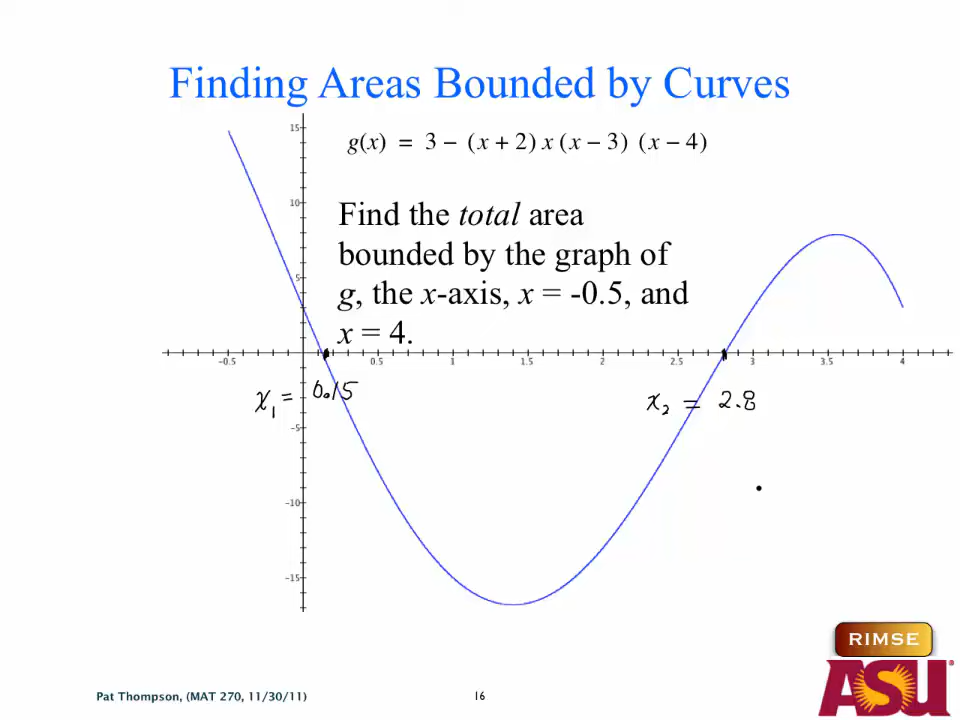 Finding Areas Bounded by Curves
15
g(x) = 3 − (x + 2) x (x − 3) (x − 4)
10
Find the total area
bounded by the graph of
5
g, the x-axis, x = -0.5, and
x = 4.
-0.5 0.5 1 1.5 2 2.5 3 3.5 4
x₁ = 0.15
x₂ = 2.8
-5
-10
-15
RIMSE
ASU®
Pat Thompson, (MAT 270, 11/30/11)
16